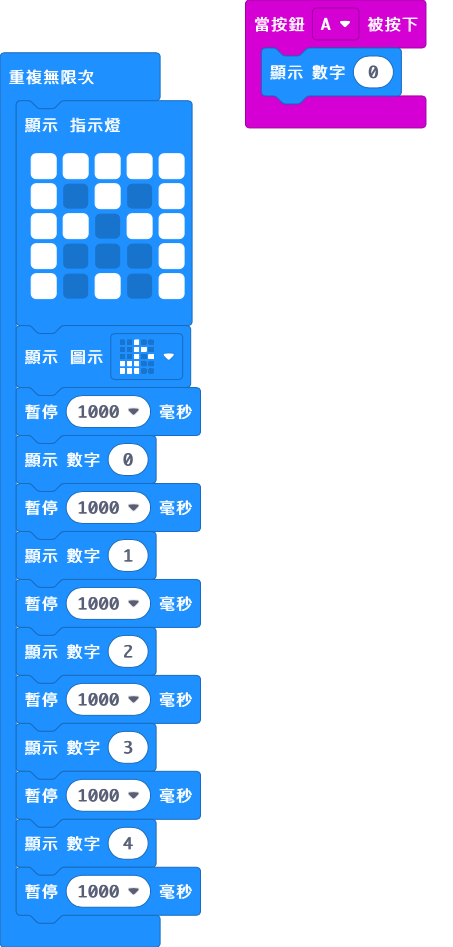 當按鈕 A 被按下
顯示 數字 0
重複無限次
顯示 指示燈
顯示 圖示
暫停 1000 毫秒
顯示 數字 0
暫停 1000 毫秒
顯示 數字 1
暫停 1000 毫秒
顯示 數字 2
暫停 1000 毫秒
顯示 數字 3
暫停 1000 毫秒
顯示 數字 4
暫停 1000 毫秒